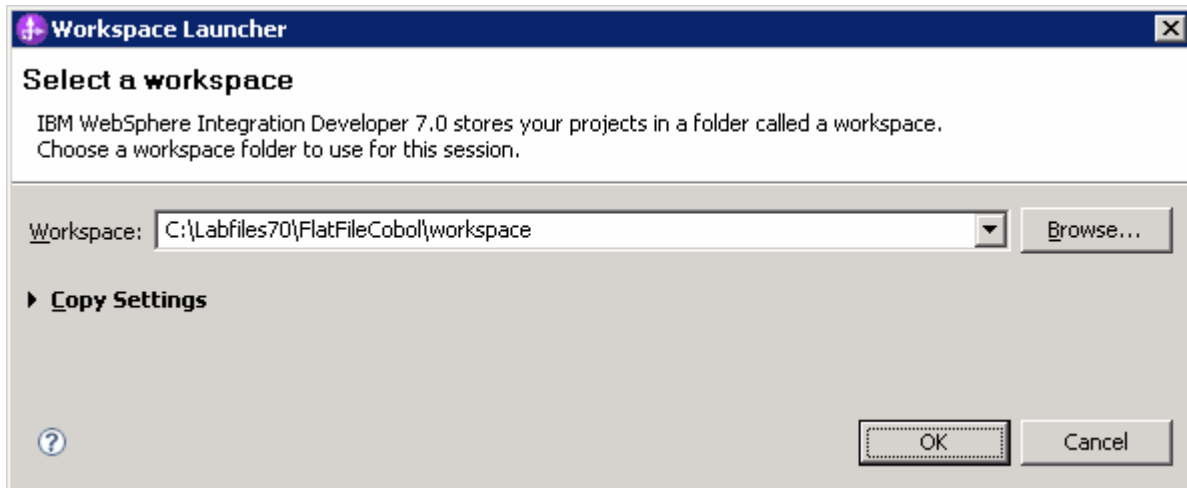 Workspace Launcher
Select a workspace
IBM WebSphere Integration Developer 7.0 stores your projects in a folder called a workspace.
Choose a workspace folder to use for this session.
Workspace: C:\Labfiles70\FlatFileCobol\workspace Browse...
Copy Settings
? OK Cancel